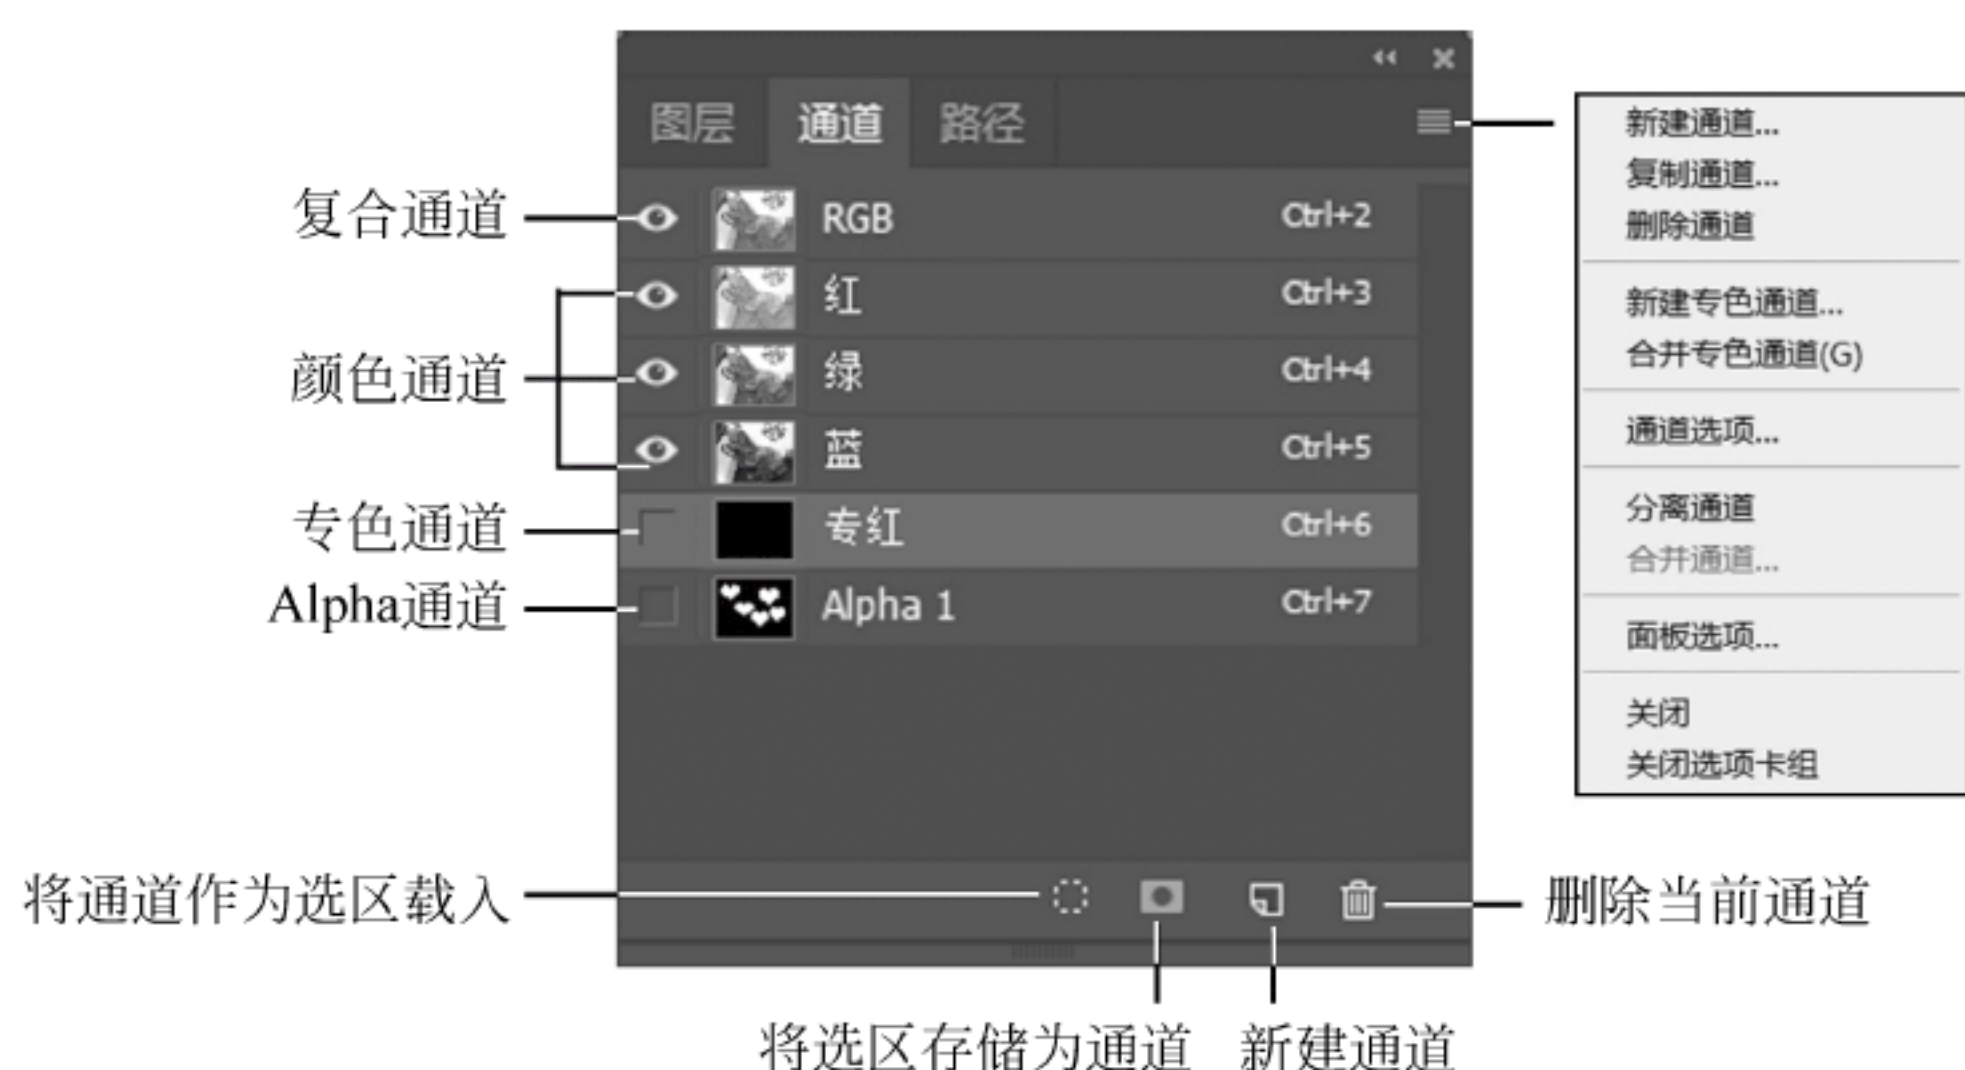 图层 通道 路径
复合通道 RGB Ctrl+2
红 Ctrl+3
颜色通道 绿 Ctrl+4
蓝 Ctrl+5
专色通道 专红 Ctrl+6
Alpha通道 Alpha 1 Ctrl+7
将通道作为选区载入
删除当前通道
将选区存储为通道 新建通道
新建通道...
复制通道...
删除通道
新建专色通道...
合并专色通道(G)
通道选项...
分离通道
合并通道...
面板选项...
关闭
关闭选项卡组